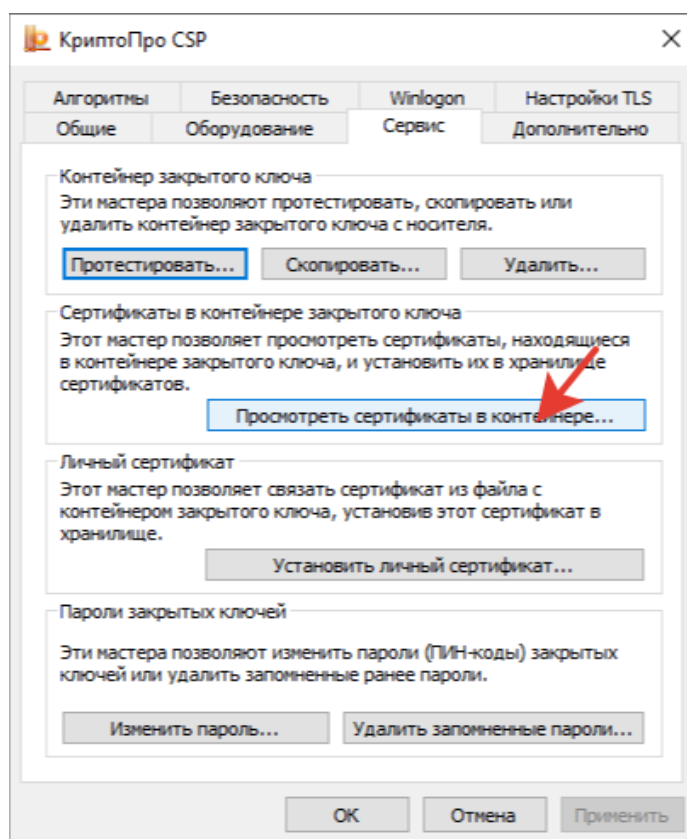 КриптоПро CSP
Алгоритмы Безопасность Winlogon Настройки TLS
Общие Оборудование Сервис Дополнительно
Контейнер закрытого ключа
Эти мастера позволяют протестировать, скопировать или
удалить контейнер закрытого ключа с носителя.
Протестировать... Скопировать... Удалить...
Сертификаты в контейнере закрытого ключа
Этот мастер позволяет просмотреть сертификаты, находящиеся
в контейнере закрытого ключа, и установить их в хранилище
сертификатов.
Просмотреть сертификаты в контейнере...
Личный сертификат
Этот мастер позволяет связать сертификат из файла с
контейнером закрытого ключа, установив этот сертификат в
хранилище.
Установить личный сертификат...
Пароли закрытых ключей
Эти мастера позволяют изменить пароли (ПИН-коды) закрытых
ключей или удалить запомненные ранее пароли.
Изменить пароль... Удалить запомненные пароли...
ОК Отмена Применить